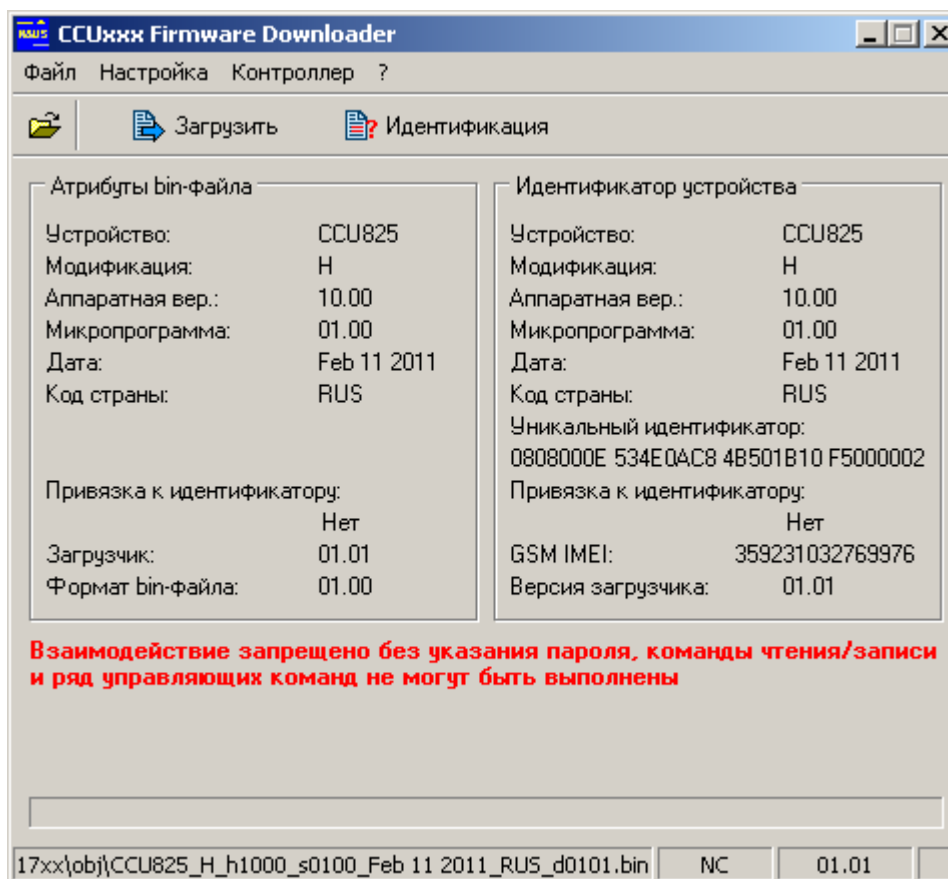 CCUxxx Firmware Downloader
Файл Настройка Контроллер ?
Загрузить Идентификация
Атрибуты bin-файла
Устройство: CCU825
Модификация: H
Аппаратная вер.: 10.00
Микропрограмма: 01.00
Дата: Feb 11 2011
Код страны: RUS
Привязка к идентификатору:
Нет
Загрузчик: 01.01
Формат bin-файла: 01.00
Идентификатор устройства
Устройство: CCU825
Модификация: H
Аппаратная вер.: 10.00
Микропрограмма: 01.00
Дата: Feb 11 2011
Код страны: RUS
Уникальный идентификатор:
0808000E 534E0AC8 4B501B10 F5000002
Привязка к идентификатору:
Нет
GSM IMEI: 359231032769976
Версия загрузчика: 01.01
Взаимодействие запрещено без указания пароля, команды чтения/записи
и ряд управляющих команд не могут быть выполнены
17xx\obj\CCU825_H_h1000_s0100_Feb 11 2011_RUS_d0101.bin NC 01.01